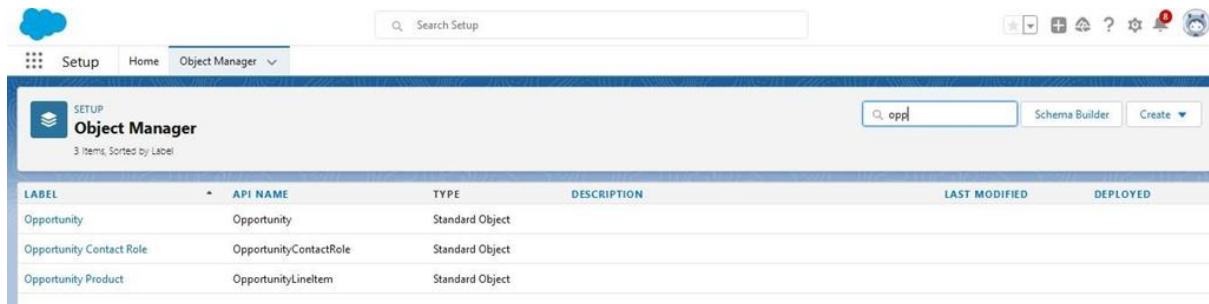 Search Setup
8
Setup Home Object Manager
SETUP
Object Manager
3 Items, Sorted by Label
opp
Schema Builder
Create
LABEL API NAME TYPE DESCRIPTION LAST MODIFIED DEPLOYED
Opportunity Opportunity Standard Object
Opportunity Contact Role OpportunityContactRole Standard Object
Opportunity Product OpportunityLineItem Standard Object